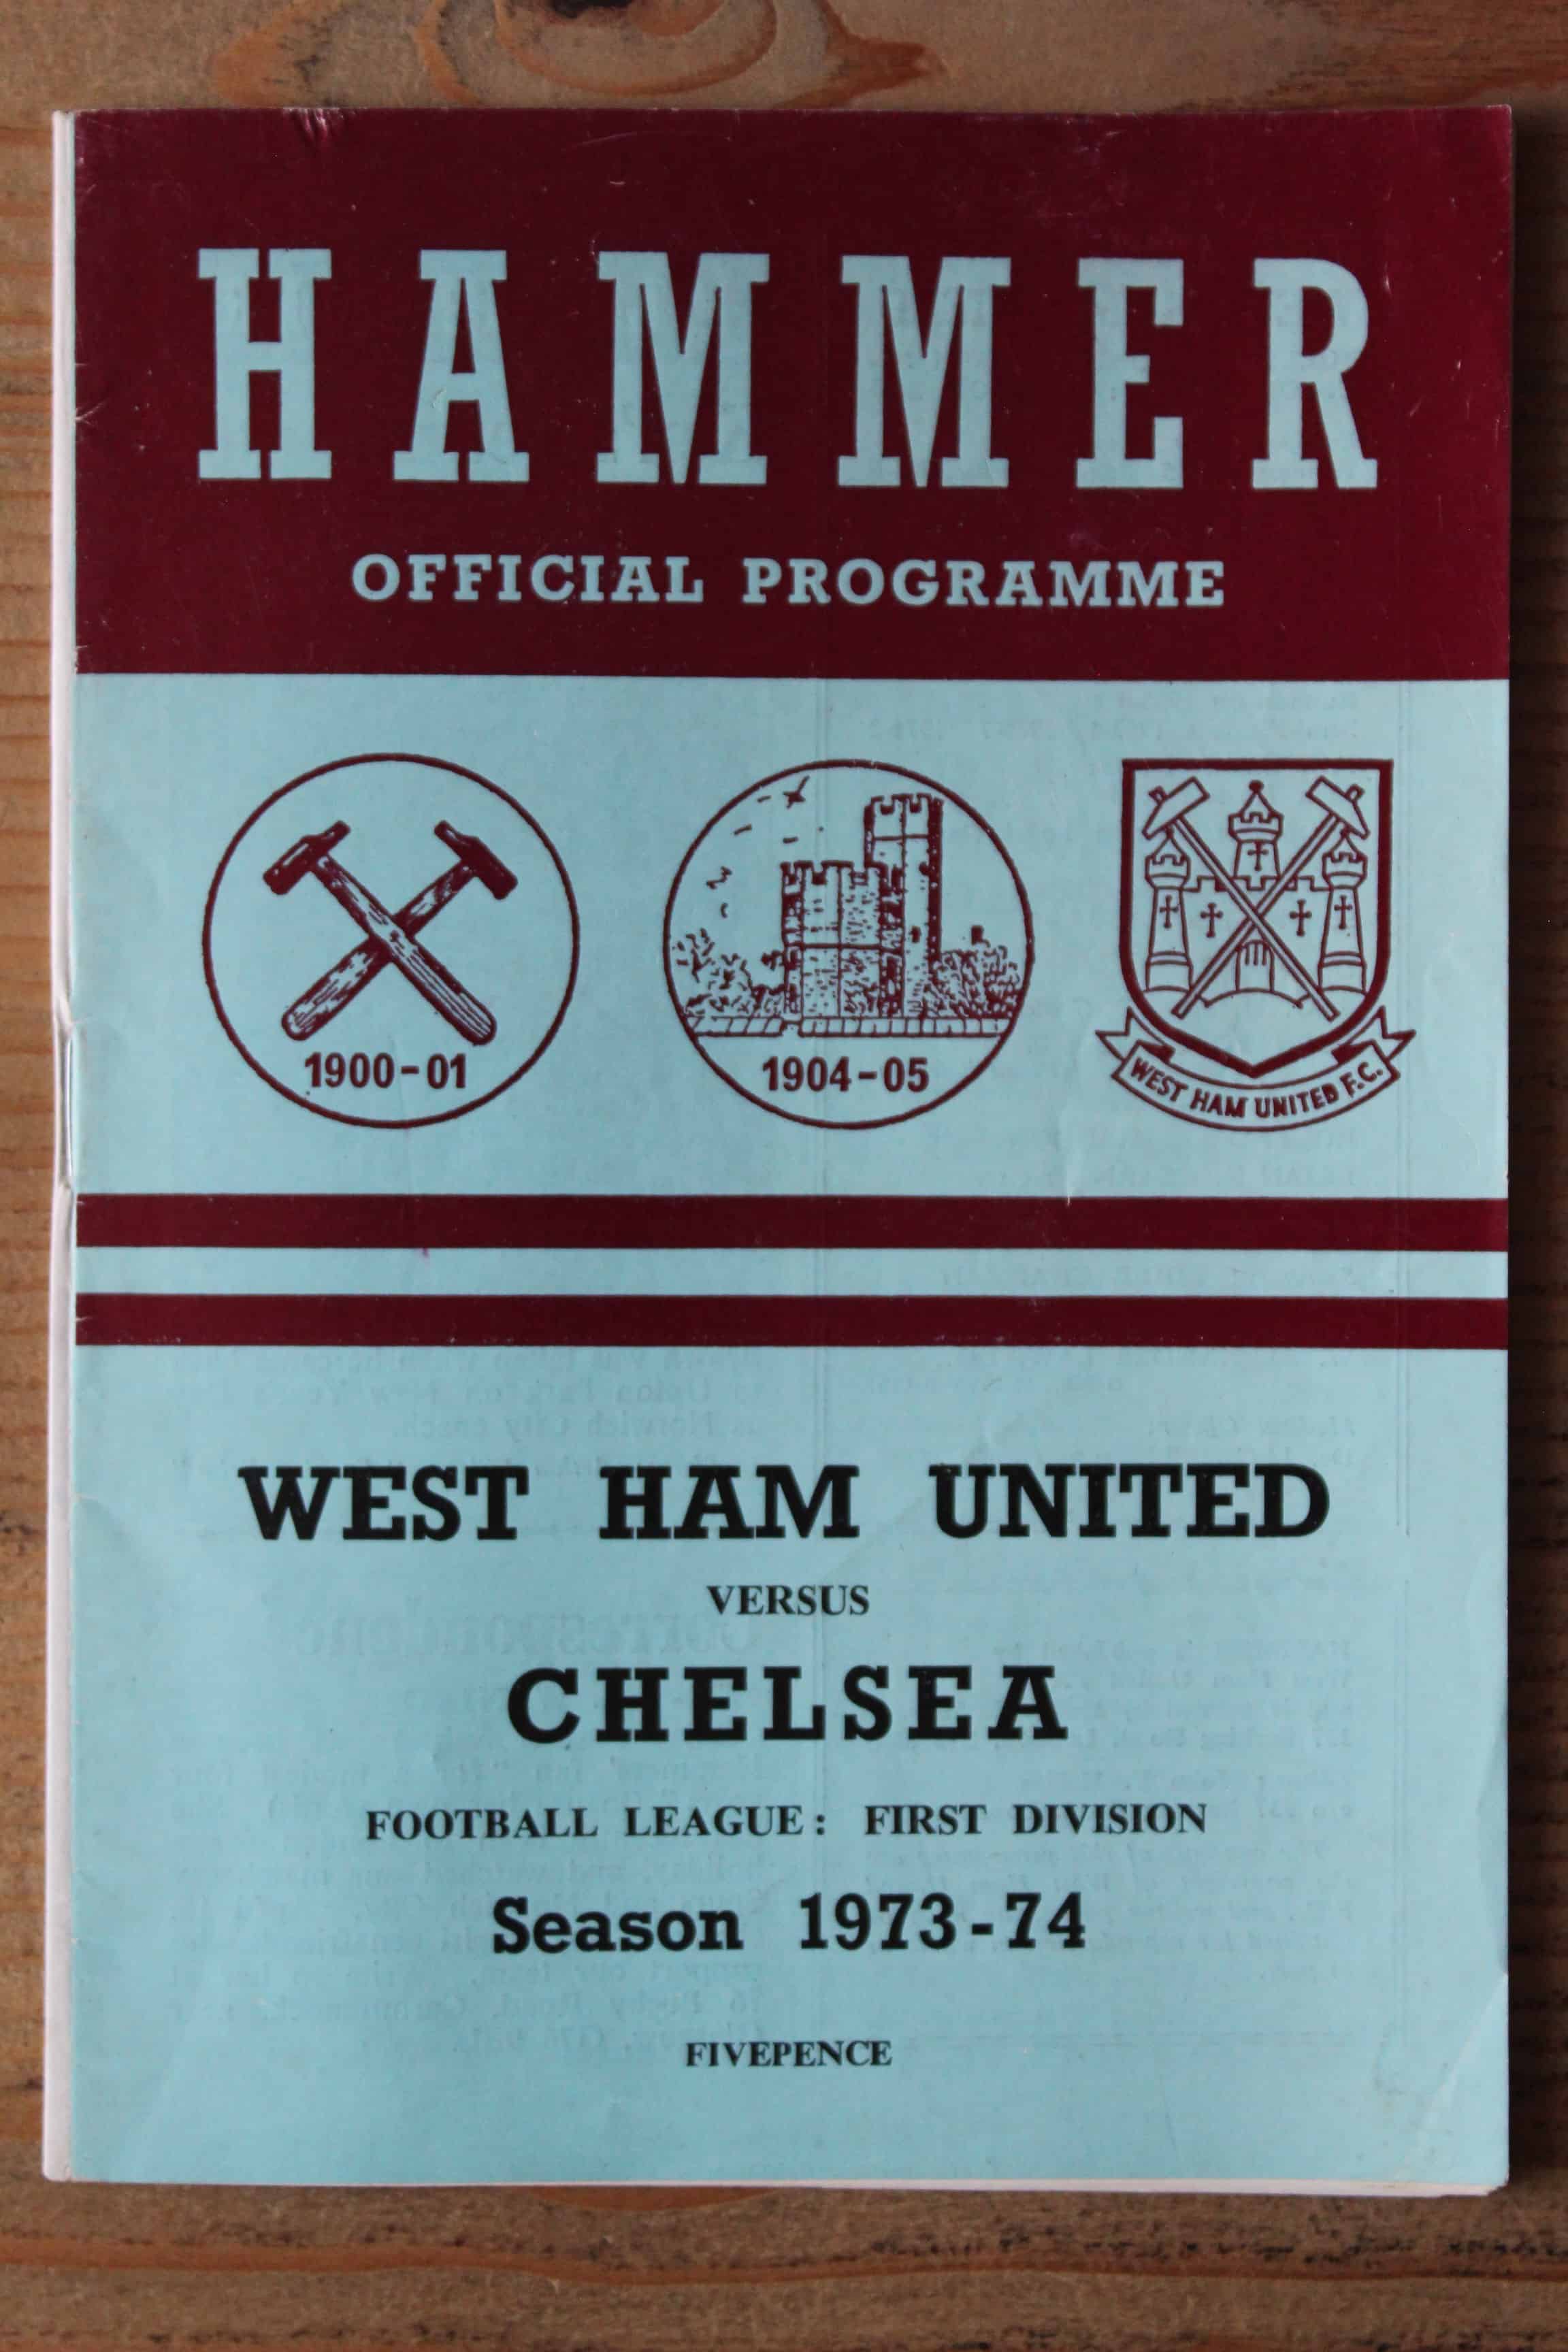 HAMMER
OFFICIAL PROGRAMME
1900-01
1904-05
WEST HAM UNITED F.C.
WEST HAM UNITED
VERSUS
CHELSEA
FOOTBALL LEAGUE: FIRST DIVISION
Season 1973-74
FIVEPENCE